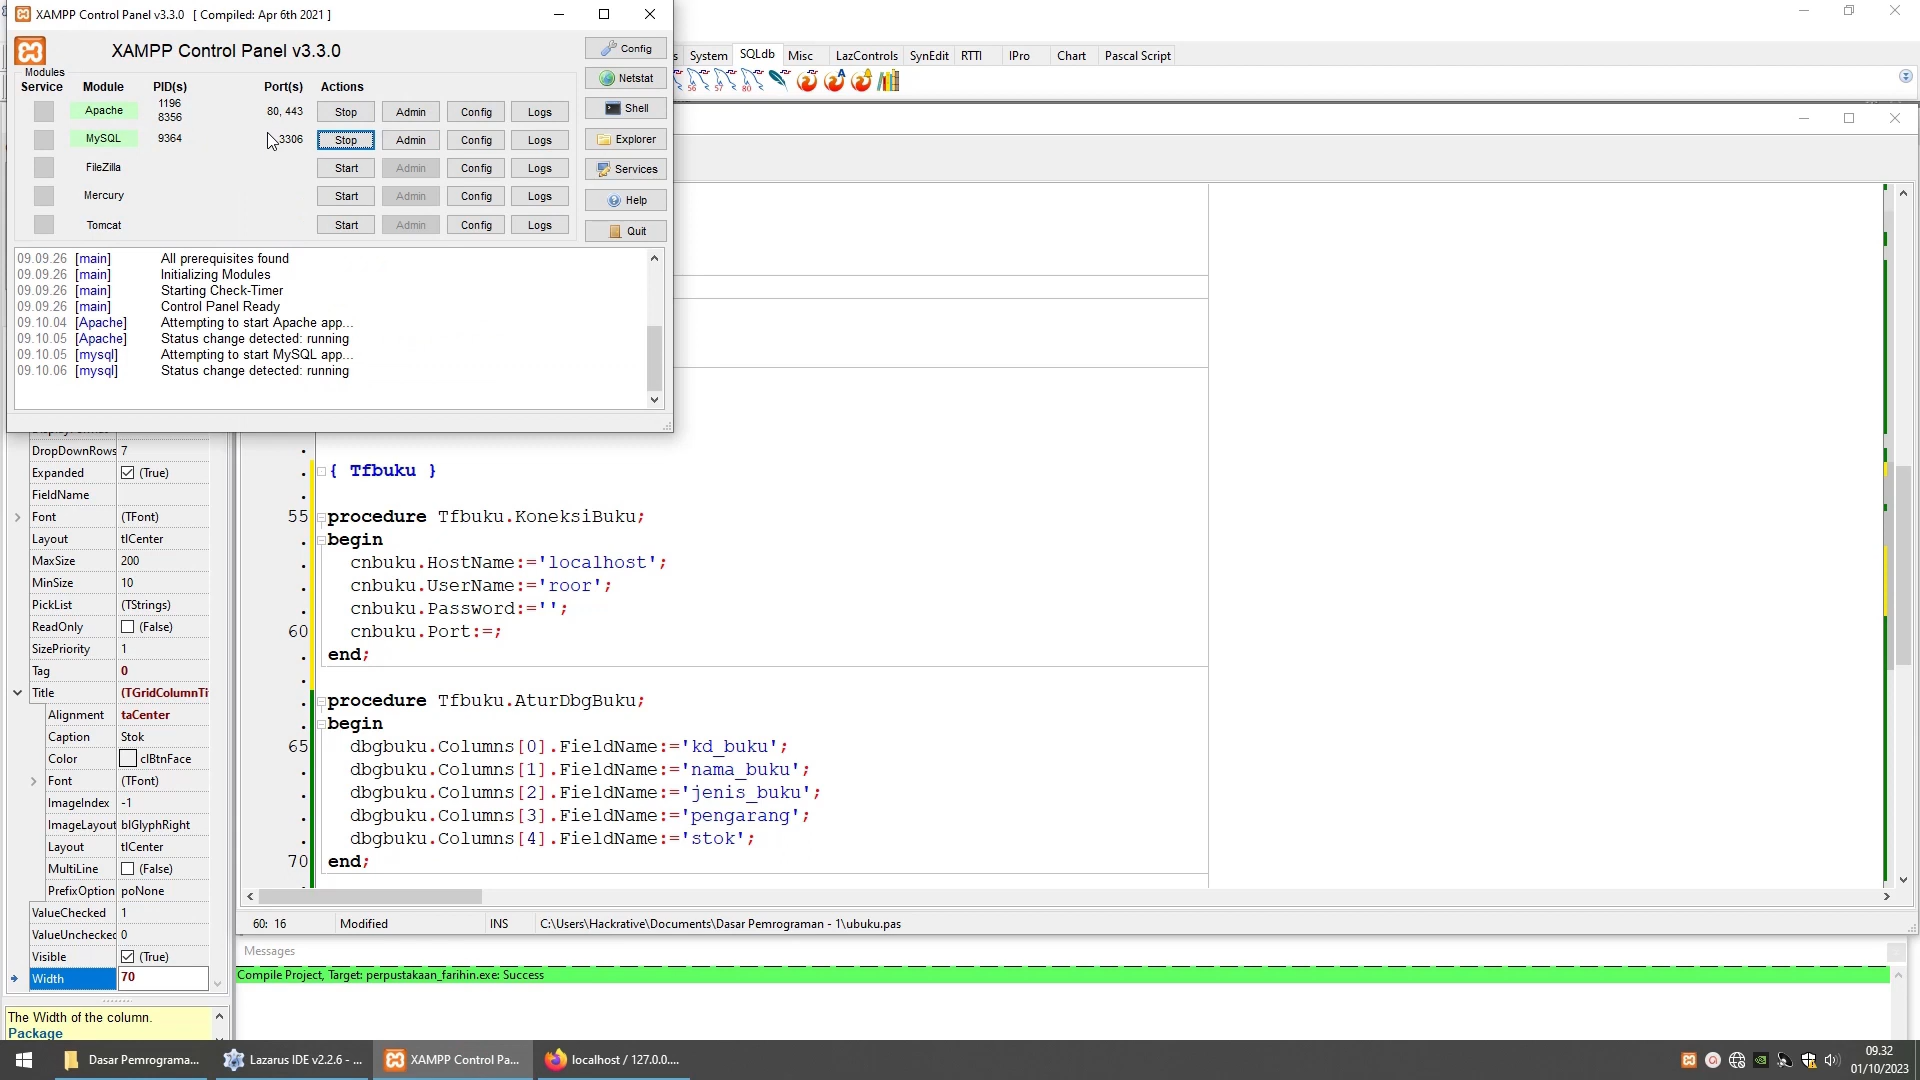 XAMPP Control Panel v3.3.0 [ Compiled: Apr 6th 2021 ]
XAMPP Control Panel v3.3.0
Config
Modules
Service Module PID(s) Port(s) Actions
Netstat
Apache 1196 8356 80, 443 Stop Admin Config Logs
Shell
MySQL 9364 3306 Stop Admin Config Logs
Explorer
FileZilla Start Admin Config Logs
Services
Mercury Start Admin Config Logs
Help
Tomcat Start Admin Config Logs
Quit
09.09.26 [main] All prerequisites found
09.09.26 [main] Initializing Modules
09.09.26 [main] Starting Check-Timer
09.09.26 [main] Control Panel Ready
09.10.04 [Apache] Attempting to start Apache app...
09.10.05 [Apache] Status change detected: running
09.10.05 [mysql] Attempting to start MySQL app...
09.10.06 [mysql] Status change detected: running
System SQLdb Misc LazControls SynEdit RTTI IPro Chart Pascal Script
56 57 80
DropDownRows 7
Expanded (True)
FieldName
Font (TFont)
Layout tlCenter
MaxSize 200
MinSize 10
PickList (TStrings)
ReadOnly (False)
SizePriority 1
Tag 0
Title (TGridColumnTi
Alignment taCenter
Caption Stok
Color clBtnFace
Font (TFont)
ImageIndex -1
ImageLayout blGlyphRight
Layout tlCenter
MultiLine (False)
PrefixOption poNone
ValueChecked 1
ValueUnchecked 0
Visible (True)
Width 70
The Width of the column.
Package
{ Tfbuku }
55 procedure Tfbuku.KoneksiBuku;
begin
cnbuku.HostName:='localhost';
cnbuku.UserName:='roor';
cnbuku.Password:='';
60 cnbuku.Port:=;
end;
procedure Tfbuku.AturDbgBuku;
begin
65 dbgbuku.Columns[0].FieldName:='kd_buku';
dbgbuku.Columns[1].FieldName:='nama_buku';
dbgbuku.Columns[2].FieldName:='jenis_buku';
dbgbuku.Columns[3].FieldName:='pengarang';
dbgbuku.Columns[4].FieldName:='stok';
70 end;
60: 16 Modified INS C:\Users\Hackrative\Documents\Dasar Pemrograman - 1\ubuku.pas
Messages
Compile Project, Target: perpustakaan_farihin.exe: Success
Dasar Pemrograma... Lazarus IDE v2.2.6 - ... XAMPP Control Pa... localhost / 127.0.0....
09.32
01/10/2023